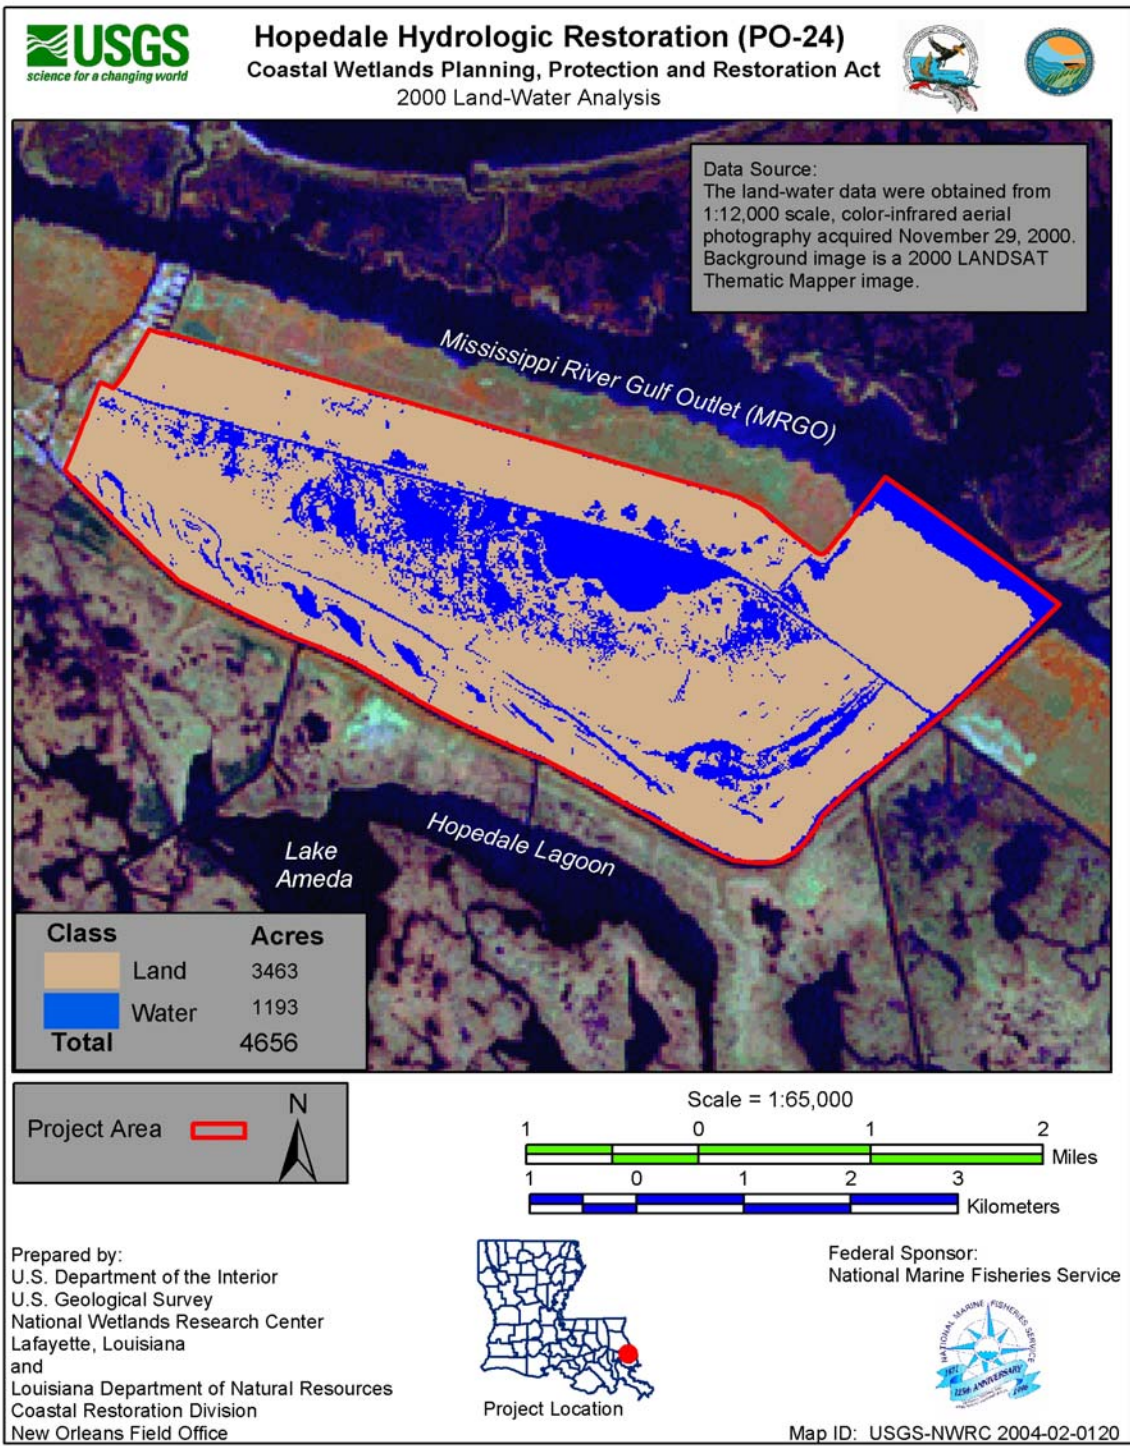 USGS
science for a changing world
Hopedale Hydrologic Restoration (PO-24)
Coastal Wetlands Planning, Protection and Restoration Act
2000 Land-Water Analysis
Data Source:
The land-water data were obtained from
1:12,000 scale, color-infrared aerial
photography acquired November 29, 2000.
Background image is a 2000 LANDSAT
Thematic Mapper image.
Mississippi River Gulf Outlet (MRGO)
Hopedale Lagoon
Lake
Ameda
Class Acres
Land 3463
Water 1193
Total 4656
Project Area
N
Scale = 1:65,000
1 0 1 2
Miles
1 0 1 2 3
Kilometers
Prepared by:
U.S. Department of the Interior
U.S. Geological Survey
National Wetlands Research Center
Lafayette, Louisiana
and
Louisiana Department of Natural Resources
Coastal Restoration Division
New Orleans Field Office
Project Location
Federal Sponsor:
National Marine Fisheries Service
NATIONAL MARINE FISHERIES SERVICE
125th ANNIVERSARY
Map ID: USGS-NWRC 2004-02-0120